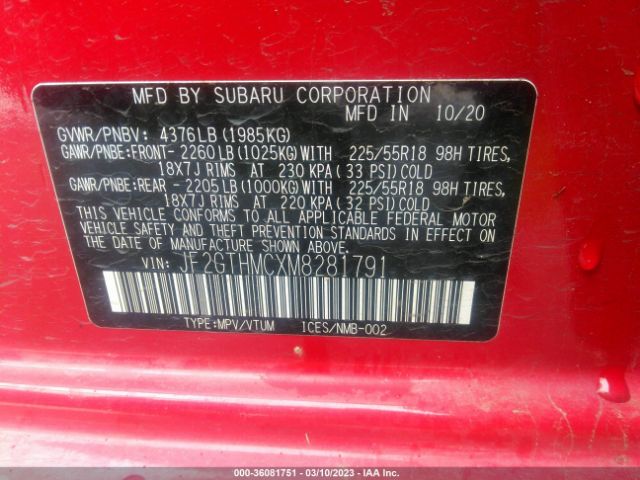 MFD BY SUBARU CORPORATION
MFD IN 10/20
GVWR/PNBV: 4376LB (1985KG)
GAWR/PNBE:FRONT- 2260LB (1025KG) WITH 225/55R18 98H TIRES,
18X7J RIMS AT 230 KPA ( 33 PSI) COLD
GAWR/PNBE:REAR - 2205LB (1000KG) WITH 225/55R18 98H TIRES,
18X7J RIMS AT 220 KPA ( 32 PSI) COLD
THIS VEHICLE CONFORMS TO ALL APPLICABLE FEDERAL MOTOR
VEHICLE SAFETY AND THEFT PREVENTION STANDARDS IN EFFECT
ON THE DATE OF MANUFACTURE SHOWN ABOVE.
VIN: JF2GTHMCXM8281791
TYPE:MPV/VTUM ICES/NMB-002
000-36081751 — 03/10/2023 — IAA Inc.